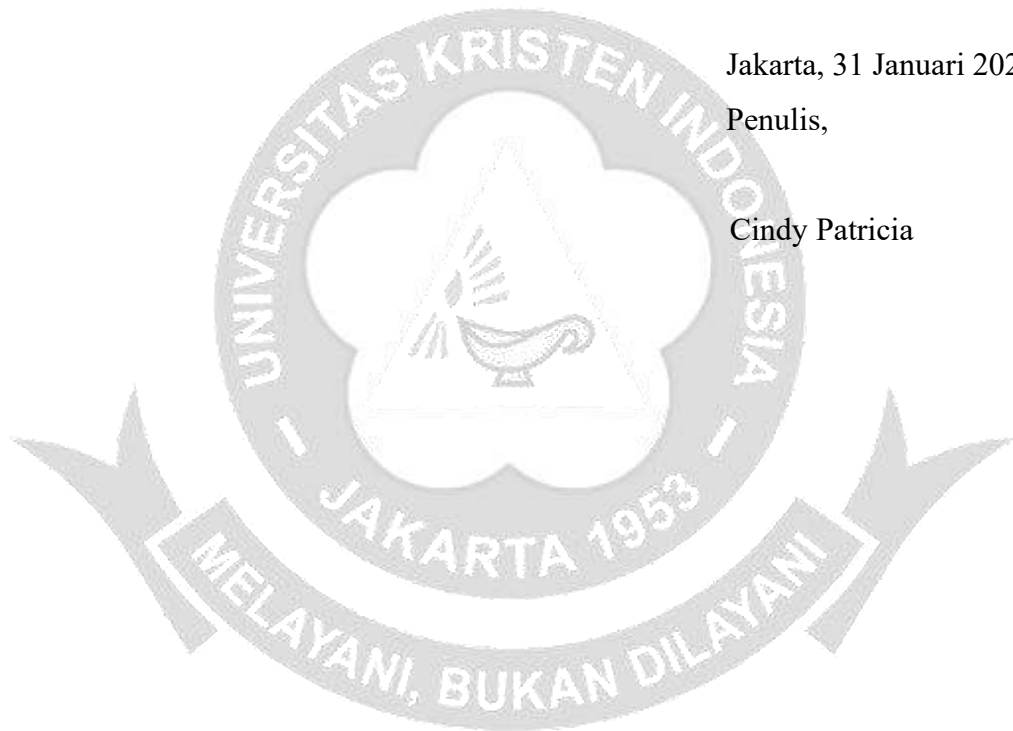 Jakarta, 31 Januari 202
Penulis,
Cindy Patricia
UNIVERSITAS KRISTEN INDONESIA
- JAKARTA 1953 -
MELAYANI, BUKAN DILAYANI